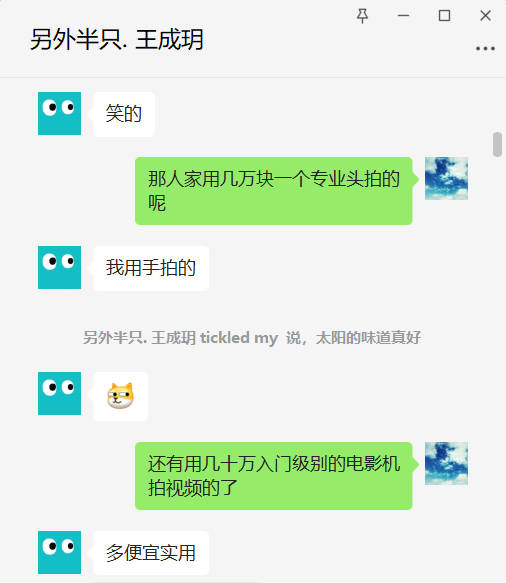 另外半只. 王成玥
笑的
那人家用几万块一个专业头拍的
呢
我用手拍的
另外半只. 王成玥 tickled my 说，太阳的味道真好
还有用几十万入门级别的电影机
拍视频的了
多便宜实用